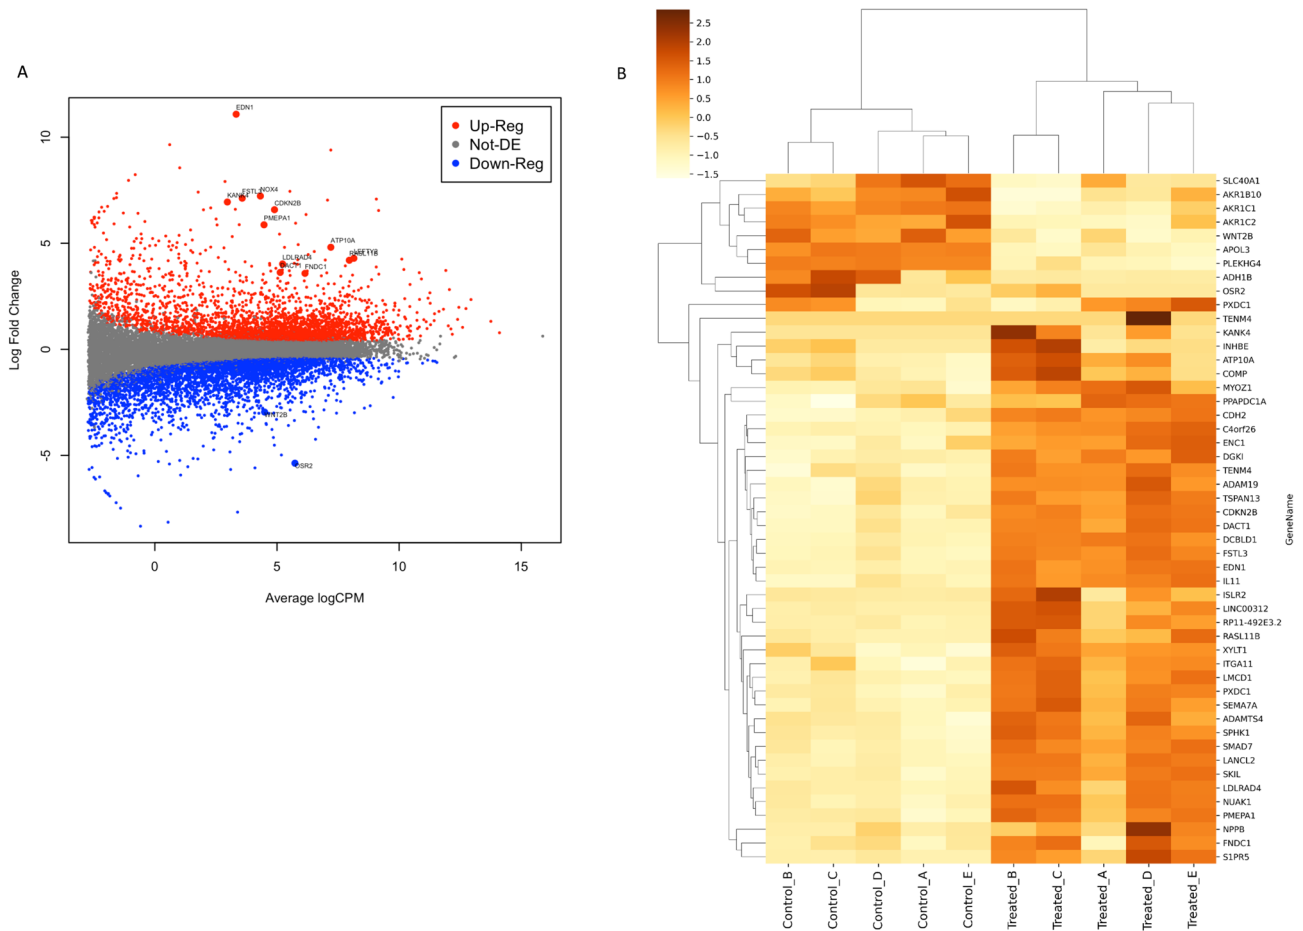 A
EDN1
KANK4
FSTL3
NOX4
CDKN2B
PMEPA1
ATP10A
LEFTY2
RASL11B
LDLRAD4
DACT1
FNDC1
WNT2B
OSR2
Up-Reg
Not-DE
Down-Reg
10
5
0
-5
Log Fold Change
0
5
10
15
Average logCPM
B
2.5
2.0
1.5
1.0
0.5
0.0
−0.5
−1.0
−1.5
SLC40A1
AKR1B10
AKR1C1
AKR1C2
WNT2B
APOL3
PLEKHG4
ADH1B
OSR2
PXDC1
TENM4
KANK4
INHBE
ATP10A
COMP
MYOZ1
PPAPDC1A
CDH2
C4orf26
ENC1
DGKI
TENM4
ADAM19
TSPAN13
CDKN2B
DACT1
DCBLD1
FSTL3
EDN1
IL11
ISLR2
LINC00312
RP11-492E3.2
RASL11B
XYLT1
ITGA11
LMCD1
PXDC1
SEMA7A
ADAMTS4
SPHK1
SMAD7
LANCL2
SKIL
LDLRAD4
NUAK1
PMEPA1
NPPB
FNDC1
S1PR5
GeneName
Control_B
Control_C
Control_D
Control_A
Control_E
Treated_B
Treated_C
Treated_A
Treated_D
Treated_E